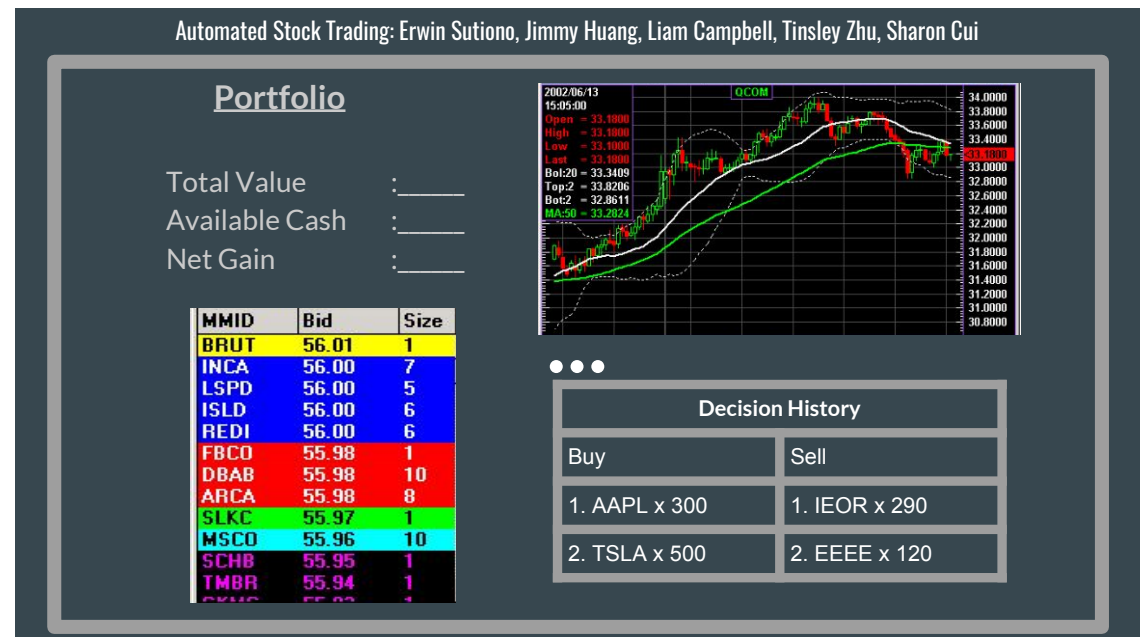 Automated Stock Trading: Erwin Sutiono, Jimmy Huang, Liam Campbell, Tinsley Zhu, Sharon Cui
Portfolio
Total Value :_____
Available Cash :_____
Net Gain :_____
MMID Bid Size
BRUT 56.01 1
INCA 56.00 7
LSPD 56.00 5
ISLD 56.00 6
REDI 56.00 6
FBCO 55.98 1
DBAB 55.98 10
ARCA 55.98 8
SLKC 55.97 1
MSCO 55.96 10
SCHB 55.95 1
TMBR 55.94 1
2002/06/13
15:05:00
Open = 33.1800
High = 33.1800
Low = 33.1000
Last = 33.1800
Bol:20 = 33.3409
Top:2 = 33.8206
Bot:2 = 32.8611
MA:50 = 33.2824
QCOM
34.0000
33.8000
33.6000
33.4000
33.1800
33.0000
32.8000
32.6000
32.4000
32.2000
32.0000
31.8000
31.6000
31.4000
31.2000
31.0000
30.8000
Decision History
Buy Sell
1. AAPL x 300 1. IEOR x 290
2. TSLA x 500 2. EEEE x 120